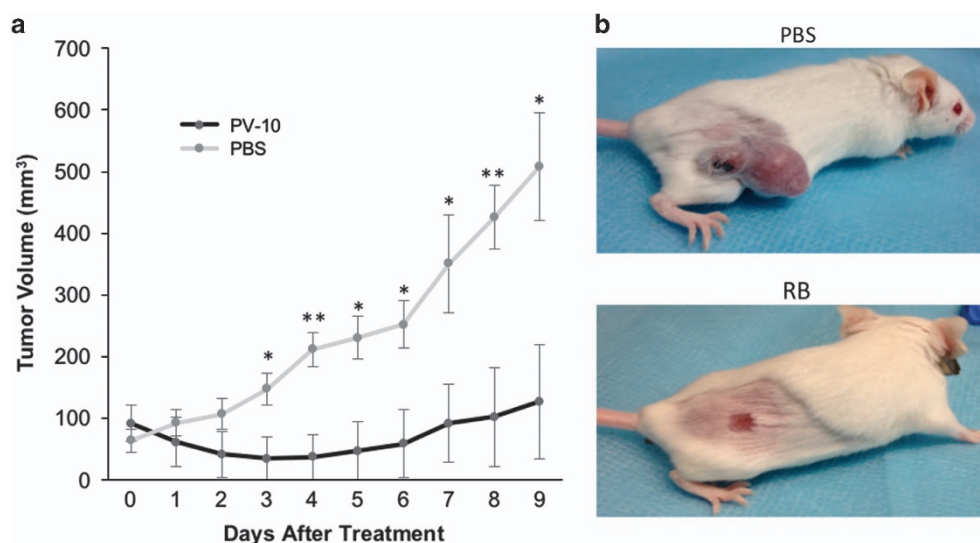 a
700
600
500
400
300
200
100
0
Tumor Volume (mm³)
PV-10
PBS
*
**
*
*
*
**
*
0 1 2 3 4 5 6 7 8 9
Days After Treatment
b
PBS
RB